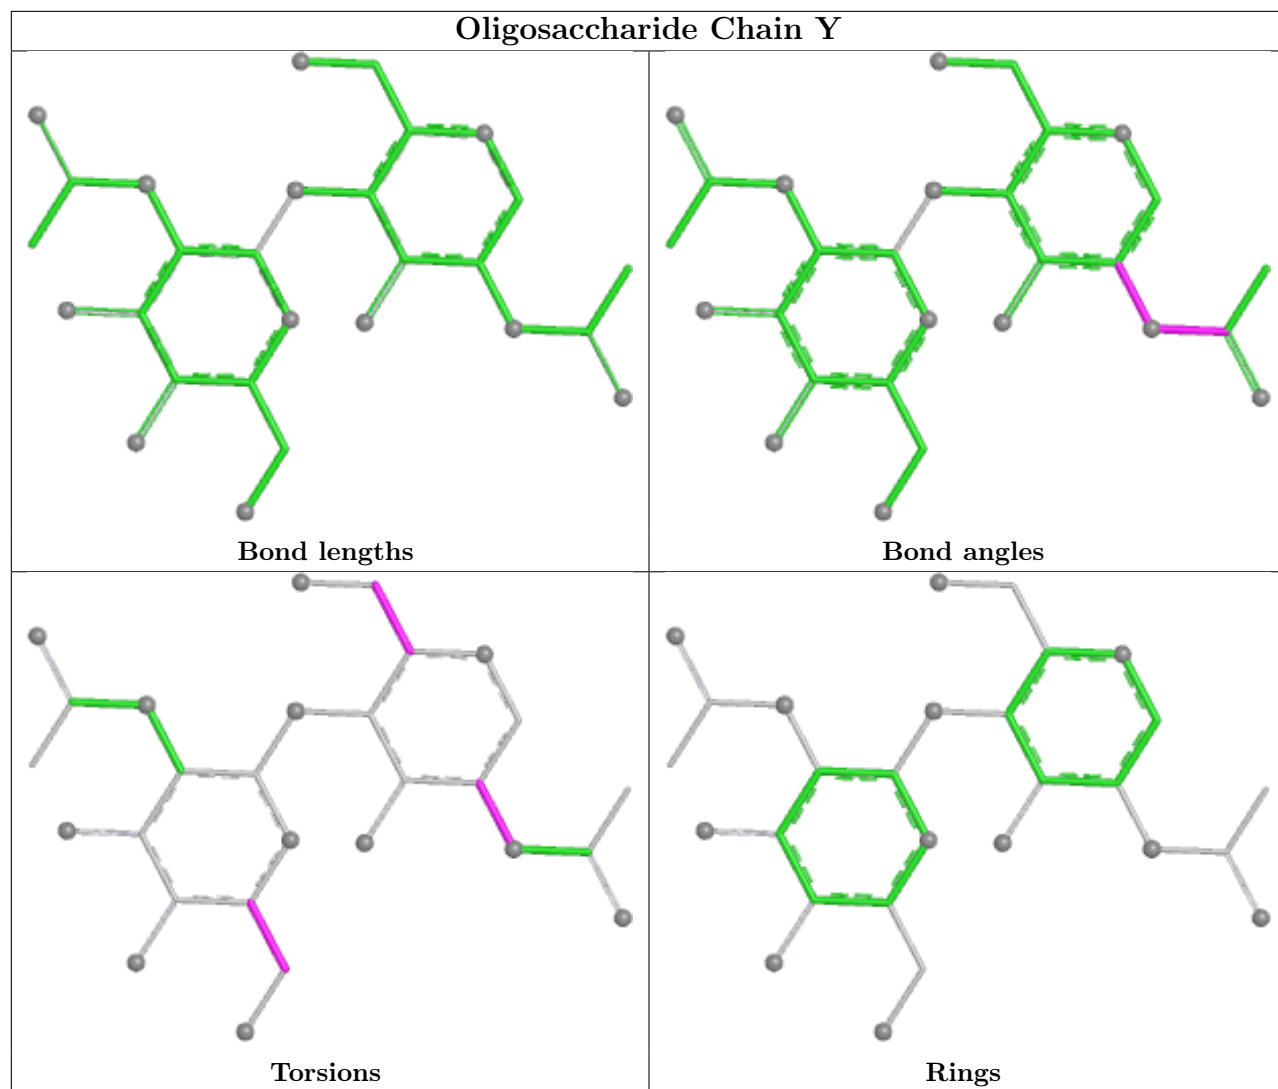 Oligosaccharide Chain Y
Bond lengths
Bond angles
Torsions
Rings